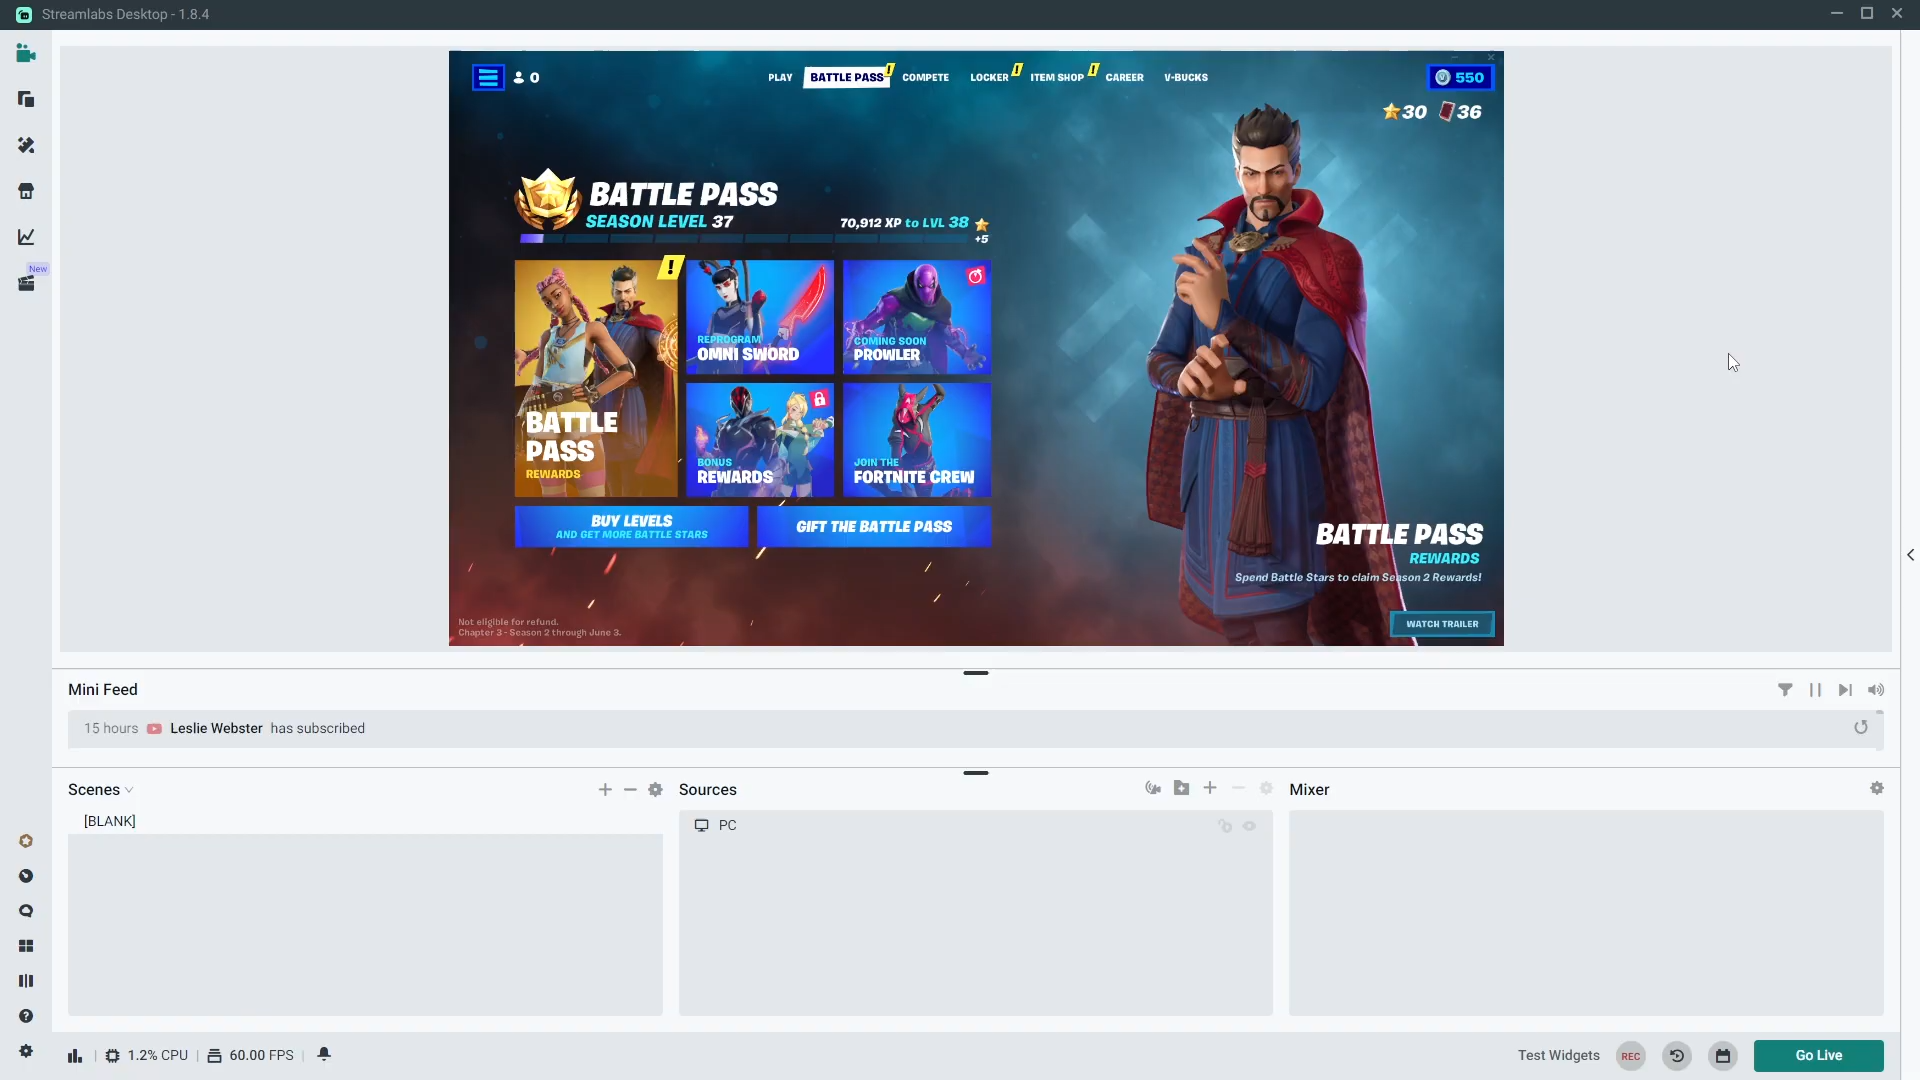 Streamlabs Desktop - 1.8.4
0
PLAY
BATTLE PASS
!
COMPETE
LOCKER
!
ITEM SHOP
!
CAREER
V-BUCKS
550
30
36
BATTLE PASS
SEASON LEVEL 37
70,912 XP to LVL 38
+5
!
BATTLE
PASS
REWARDS
REPROGRAM
OMNI SWORD
COMING SOON
PROWLER
BONUS
REWARDS
JOIN THE
FORTNITE CREW
BUY LEVELS
AND GET MORE BATTLE STARS
GIFT THE BATTLE PASS
BATTLE PASS
REWARDS
Spend Battle Stars to claim Season 2 Rewards!
WATCH TRAILER
Not eligible for refund.
Chapter 3 - Season 2 through June 3.
New
Mini Feed
15 hours Leslie Webster has subscribed
Scenes
[BLANK]
Sources
PC
Mixer
1.2% CPU
60.00 FPS
Test Widgets
REC
Go Live